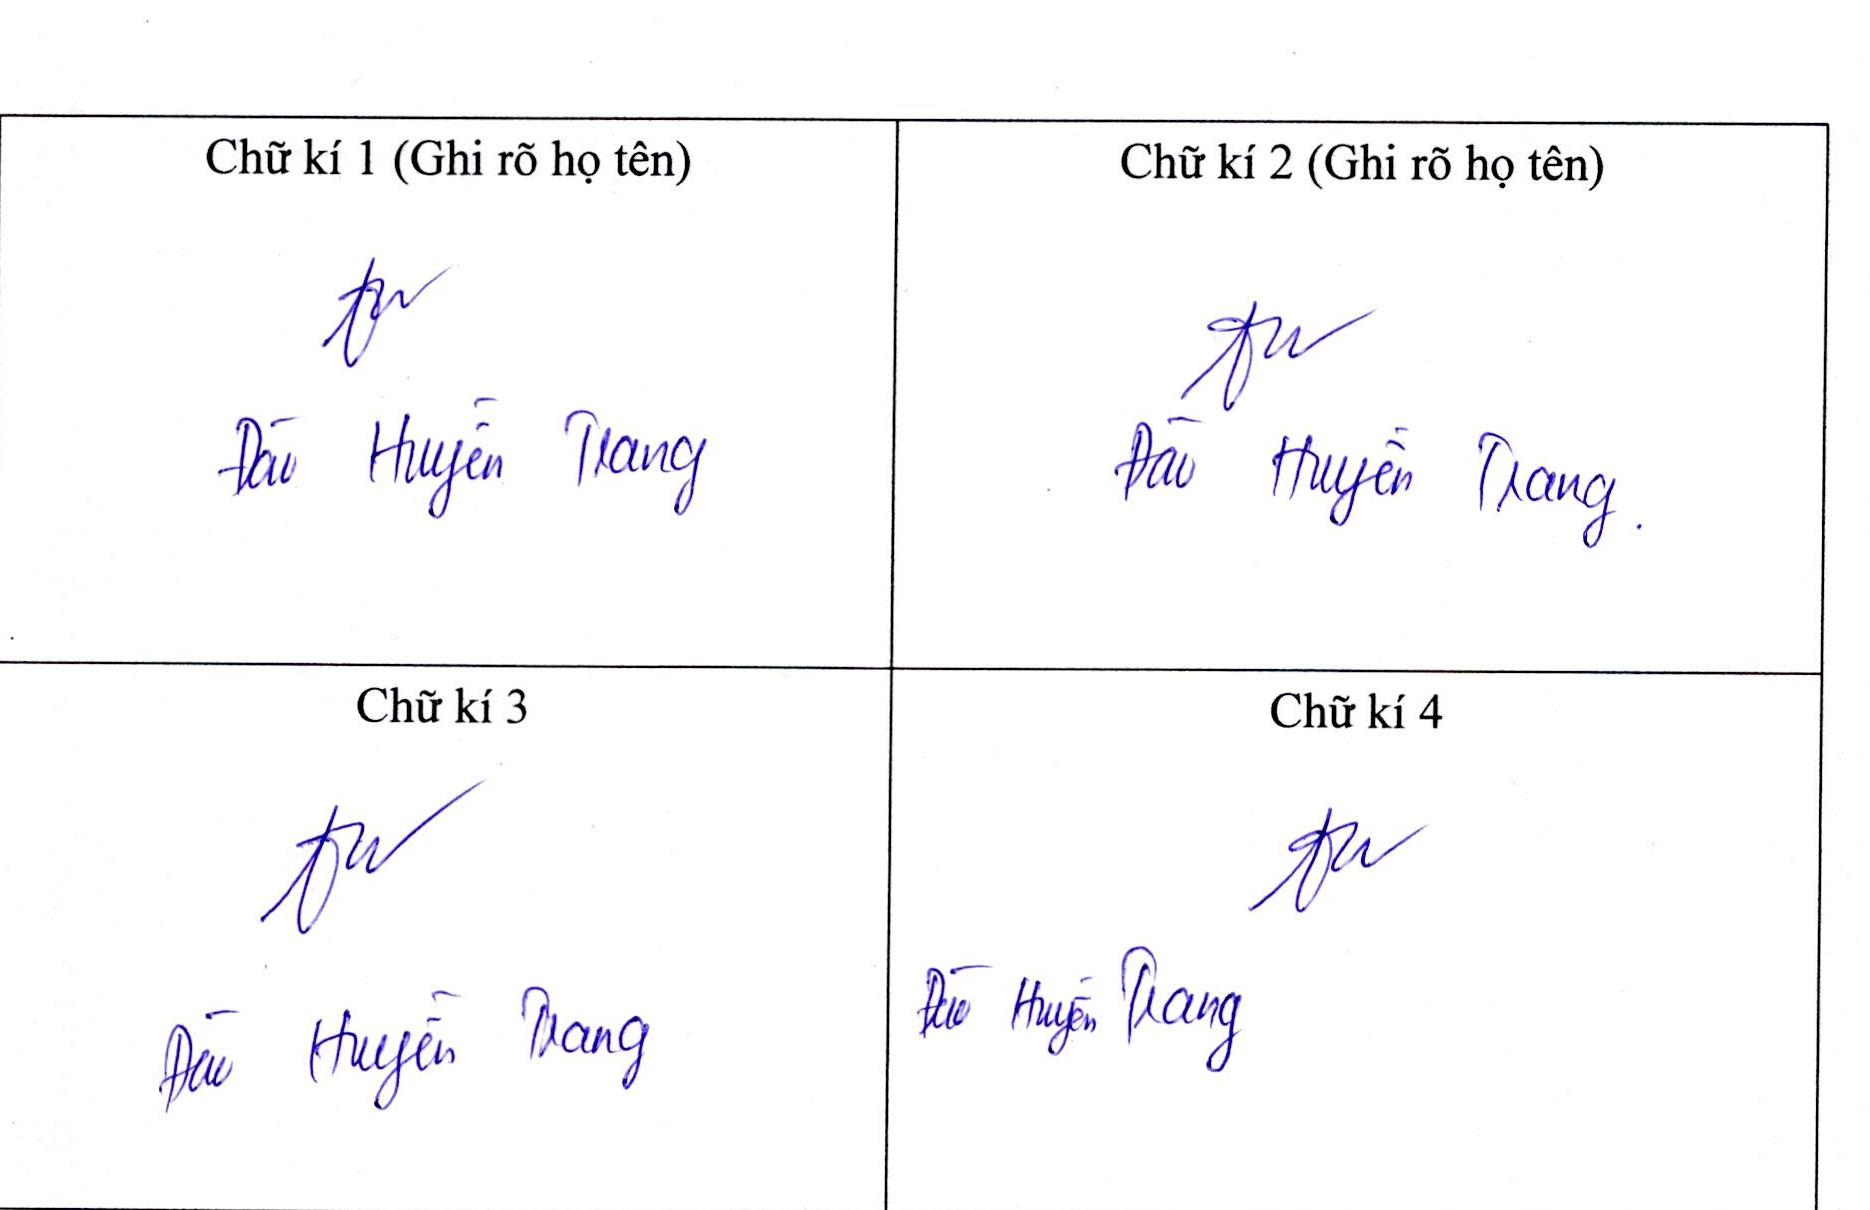 Chữ kí 1 (Ghi rõ họ tên)
Đào Huyền Trang
Chữ kí 2 (Ghi rõ họ tên)
Đào Huyền Trang.
Chữ kí 3
Đào Huyền Trang
Chữ kí 4
Đào Huyền Trang